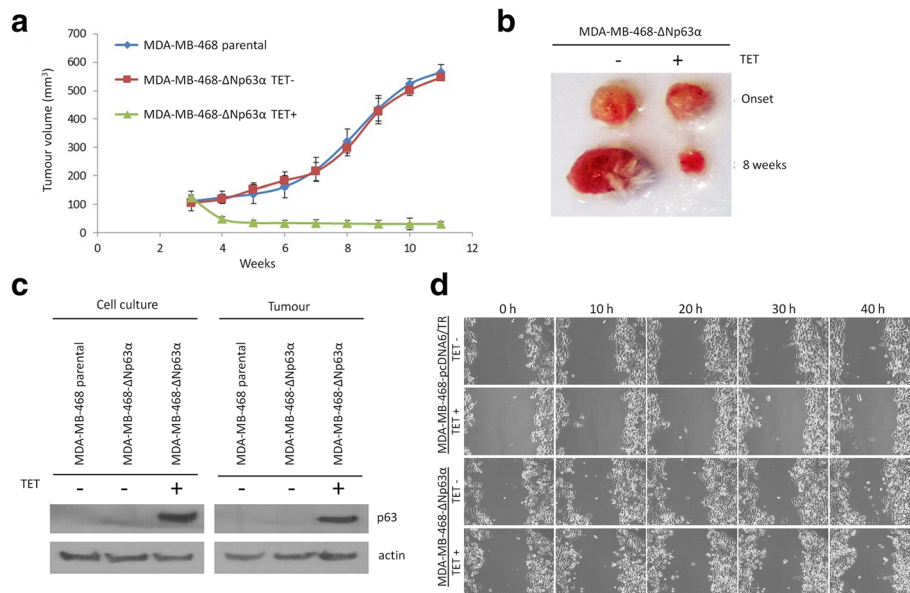 a
700
600
500
400
300
200
100
0
Tumour volume (mm³)
0 2 4 6 8 10 12
Weeks
MDA-MB-468 parental
MDA-MB-468-ΔNp63α TET-
MDA-MB-468-ΔNp63α TET+
b
MDA-MB-468-ΔNp63α
- + TET
Onset
8 weeks
c
Cell culture
Tumour
MDA-MB-468 parental
MDA-MB-468-ΔNp63α
MDA-MB-468-ΔNp63α
MDA-MB-468 parental
MDA-MB-468-ΔNp63α
MDA-MB-468-ΔNp63α
TET - - + - - +
p63
actin
d
0 h 10 h 20 h 30 h 40 h
MDA-MB-468-pcDNA6/TR
TET -
TET +
MDA-MB-468-ΔNp63α
TET -
TET +